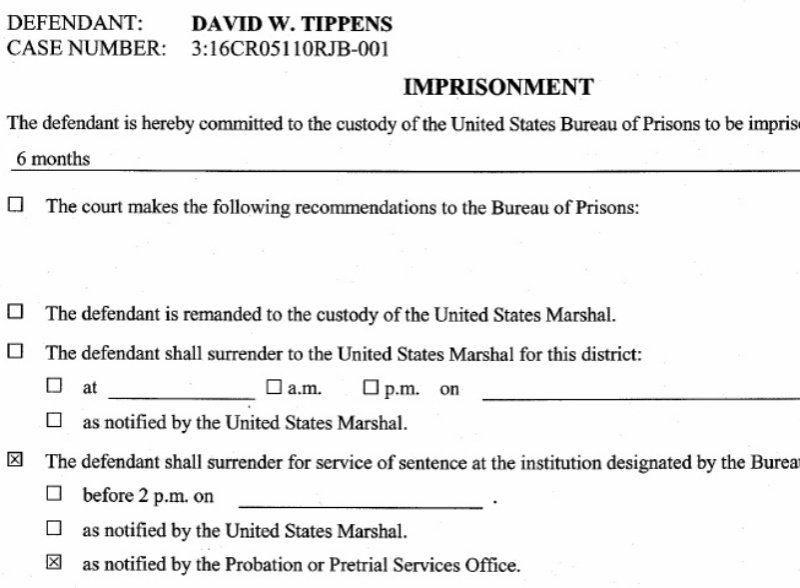 DEFENDANT: DAVID W. TIPPENS
CASE NUMBER: 3:16CR05110RJB-001
IMPRISONMENT
The defendant is hereby committed to the custody of the United States Bureau of Prisons to be impris
6 months
☐ The court makes the following recommendations to the Bureau of Prisons:
☐ The defendant is remanded to the custody of the United States Marshal.
☐ The defendant shall surrender to the United States Marshal for this district:
☐ at ☐ a.m. ☐ p.m. on
☐ as notified by the United States Marshal.
☒ The defendant shall surrender for service of sentence at the institution designated by the Burea
☐ before 2 p.m. on .
☐ as notified by the United States Marshal.
☒ as notified by the Probation or Pretrial Services Office.